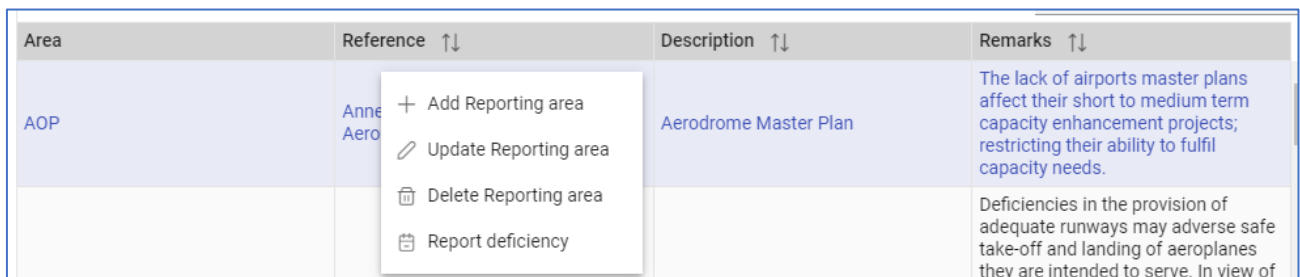 Area Reference Description Remarks
Add Reporting area
Update Reporting area
Delete Reporting area
Report deficiency
AOP
Aerodrome Master Plan
The lack of airports master plans
affect their short to medium term
capacity enhancement projects;
restricting their ability to fulfil
capacity needs.
Deficiencies in the provision of
adequate runways may adverse safe
take-off and landing of aeroplanes
they are intended to serve. In view of